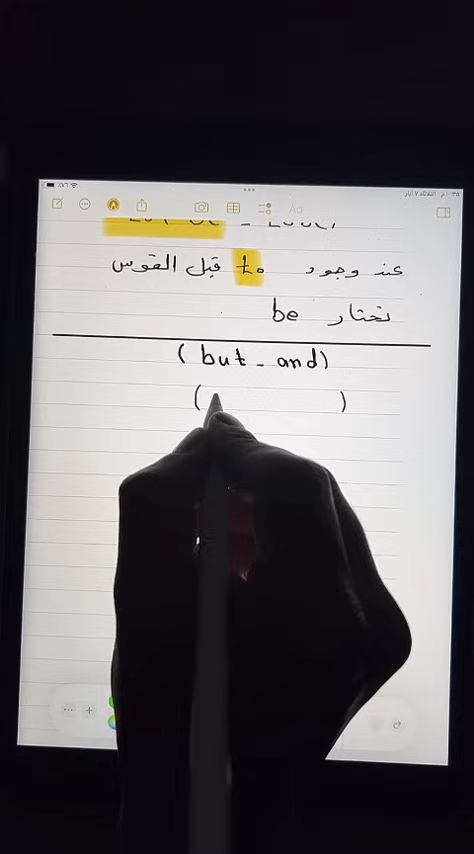 عند وجود to قبل القوس
نختار be
(but - and)
(       )